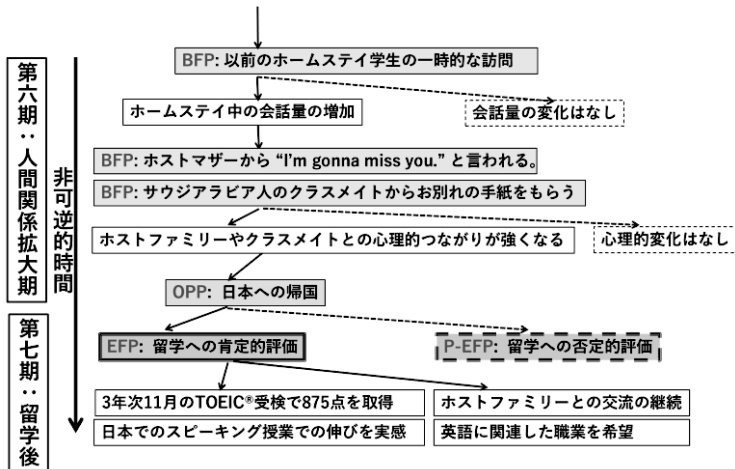 第六期：人間関係拡大期
第七期：留学後
非可逆的時間
BFP: 以前のホームステイ学生の一時的な訪問
ホームステイ中の会話量の増加
会話量の変化はなし
BFP: ホストマザーから “I’m gonna miss you.” と言われる。
BFP: サウジアラビア人のクラスメイトからお別れの手紙をもらう
ホストファミリーやクラスメイトとの心理的つながりが強くなる
心理的変化はなし
OPP: 日本への帰国
EFP: 留学への肯定的評価
P-EFP: 留学への否定的評価
3年次11月のTOEIC®受検で875点を取得
ホストファミリーとの交流の継続
日本でのスピーキング授業での伸びを実感
英語に関連した職業を希望